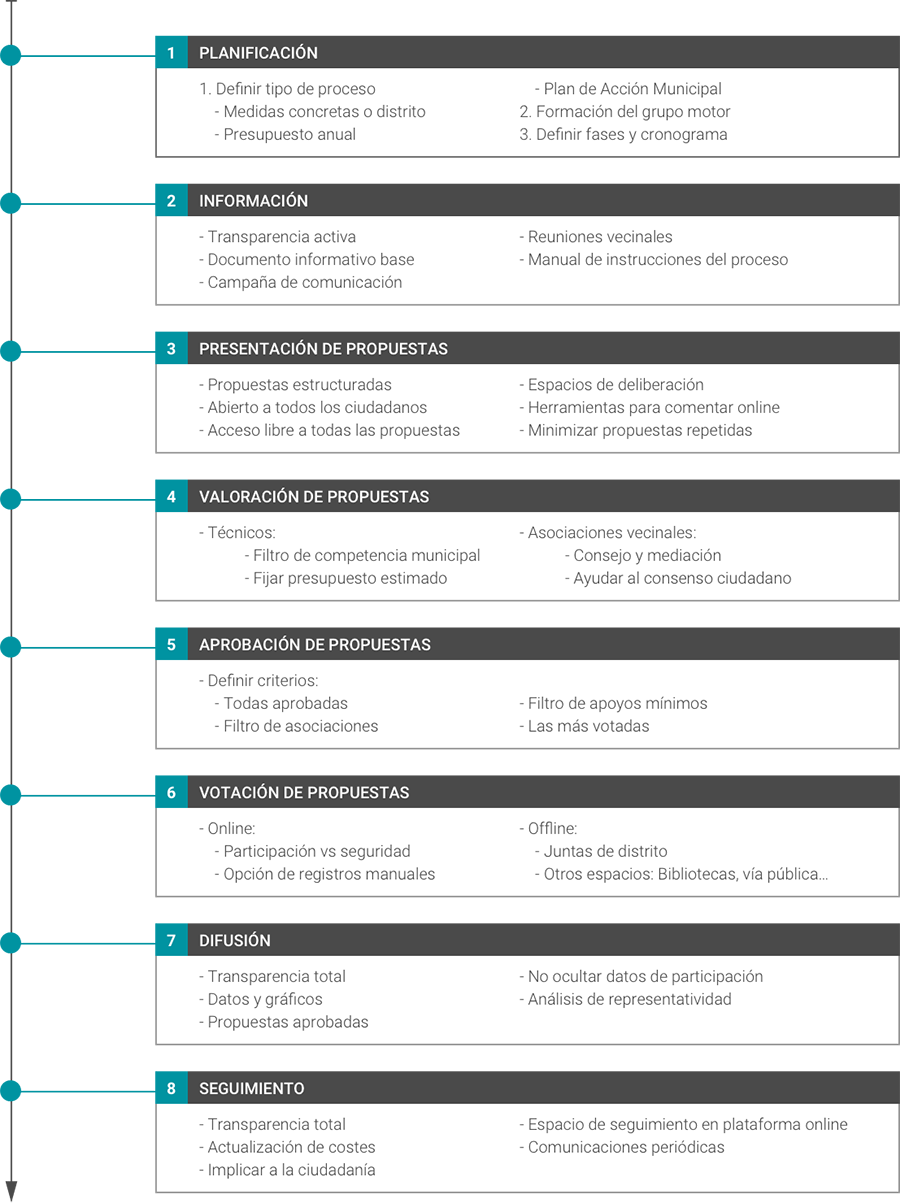 1 PLANIFICACIÓN
1. Definir tipo de proceso
- Medidas concretas o distrito
- Presupuesto anual
- Plan de Acción Municipal
2. Formación del grupo motor
3. Definir fases y cronograma
2 INFORMACIÓN
- Transparencia activa
- Documento informativo base
- Campaña de comunicación
- Reuniones vecinales
- Manual de instrucciones del proceso
3 PRESENTACIÓN DE PROPUESTAS
- Propuestas estructuradas
- Abierto a todos los ciudadanos
- Acceso libre a todas las propuestas
- Espacios de deliberación
- Herramientas para comentar online
- Minimizar propuestas repetidas
4 VALORACIÓN DE PROPUESTAS
- Técnicos:
- Filtro de competencia municipal
- Fijar presupuesto estimado
- Asociaciones vecinales:
- Consejo y mediación
- Ayudar al consenso ciudadano
5 APROBACIÓN DE PROPUESTAS
- Definir criterios:
- Todas aprobadas
- Filtro de asociaciones
- Filtro de apoyos mínimos
- Las más votadas
6 VOTACIÓN DE PROPUESTAS
- Online:
- Participación vs seguridad
- Opción de registros manuales
- Offline:
- Juntas de distrito
- Otros espacios: Bibliotecas, vía pública...
7 DIFUSIÓN
- Transparencia total
- Datos y gráficos
- Propuestas aprobadas
- No ocultar datos de participación
- Análisis de representatividad
8 SEGUIMIENTO
- Transparencia total
- Actualización de costes
- Implicar a la ciudadanía
- Espacio de seguimiento en plataforma online
- Comunicaciones periódicas